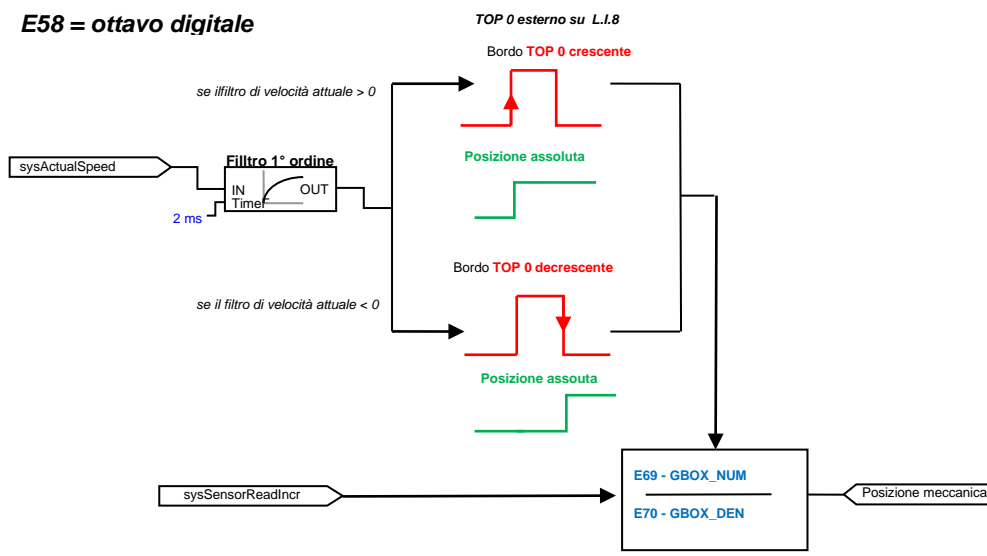 E58 = ottavo digitale
TOP 0 esterno su L.I.8
Bordo TOP 0 crescente
se ilfiltro di velocità attuale > 0
Posizione assoluta
Filltro 1° ordine
sysActualSpeed
IN
OUT
Timer
2 ms
Bordo TOP 0 decrescente
se il filtro di velocità attuale < 0
Posizione assouta
E69 - GBOX_NUM
sysSensorReadIncr
Posizione meccanica
E70 - GBOX_DEN